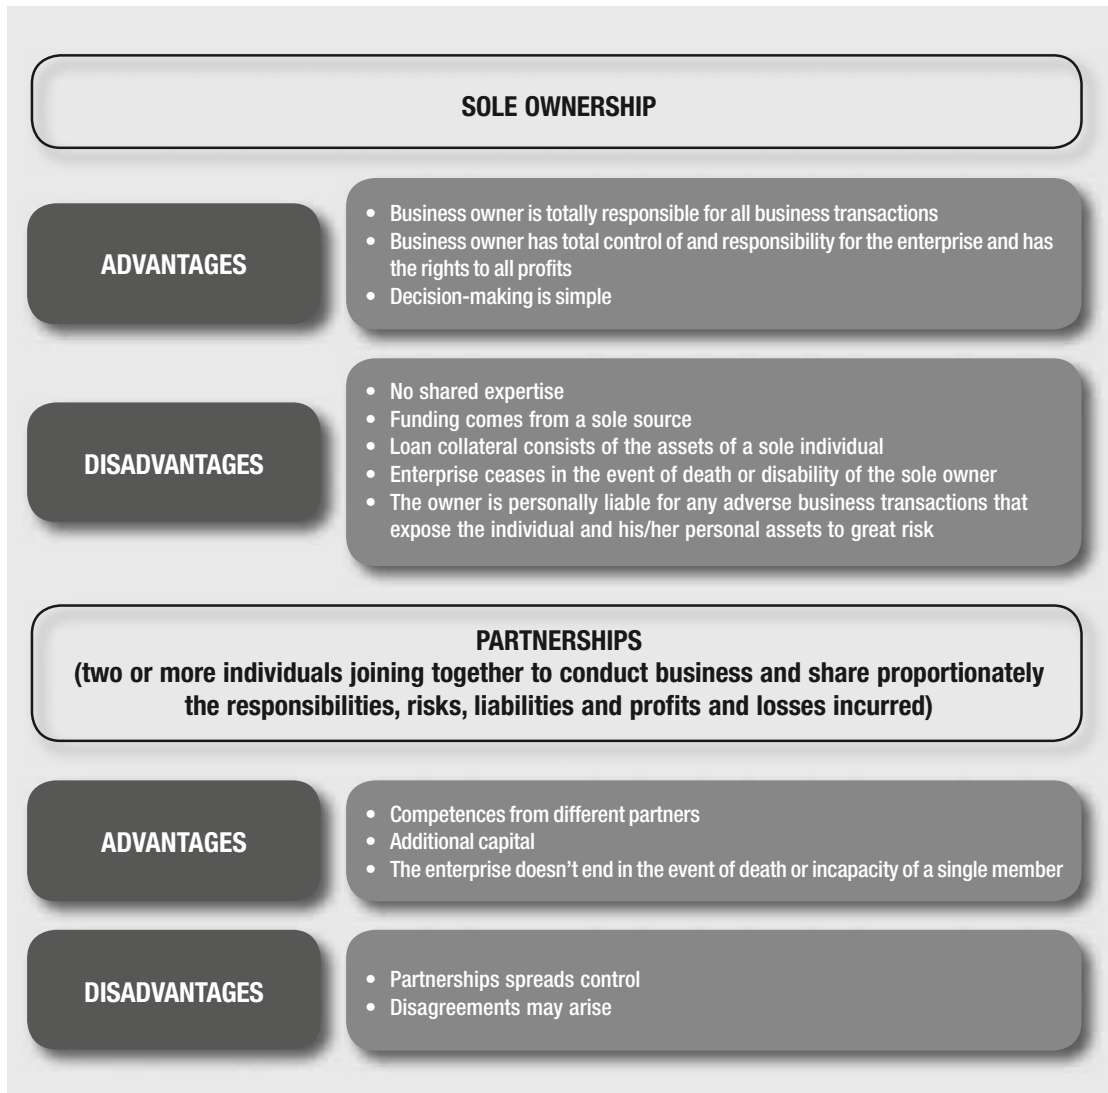 SOLE OWNERSHIP
ADVANTAGES
• Business owner is totally responsible for all business transactions
• Business owner has total control of and responsibility for the enterprise and has
the rights to all profits
• Decision-making is simple
DISADVANTAGES
• No shared expertise
• Funding comes from a sole source
• Loan collateral consists of the assets of a sole individual
• Enterprise ceases in the event of death or disability of the sole owner
• The owner is personally liable for any adverse business transactions that
expose the individual and his/her personal assets to great risk
PARTNERSHIPS
(two or more individuals joining together to conduct business and share proportionately
the responsibilities, risks, liabilities and profits and losses incurred)
ADVANTAGES
• Competences from different partners
• Additional capital
• The enterprise doesn't end in the event of death or incapacity of a single member
DISADVANTAGES
• Partnerships spreads control
• Disagreements may arise